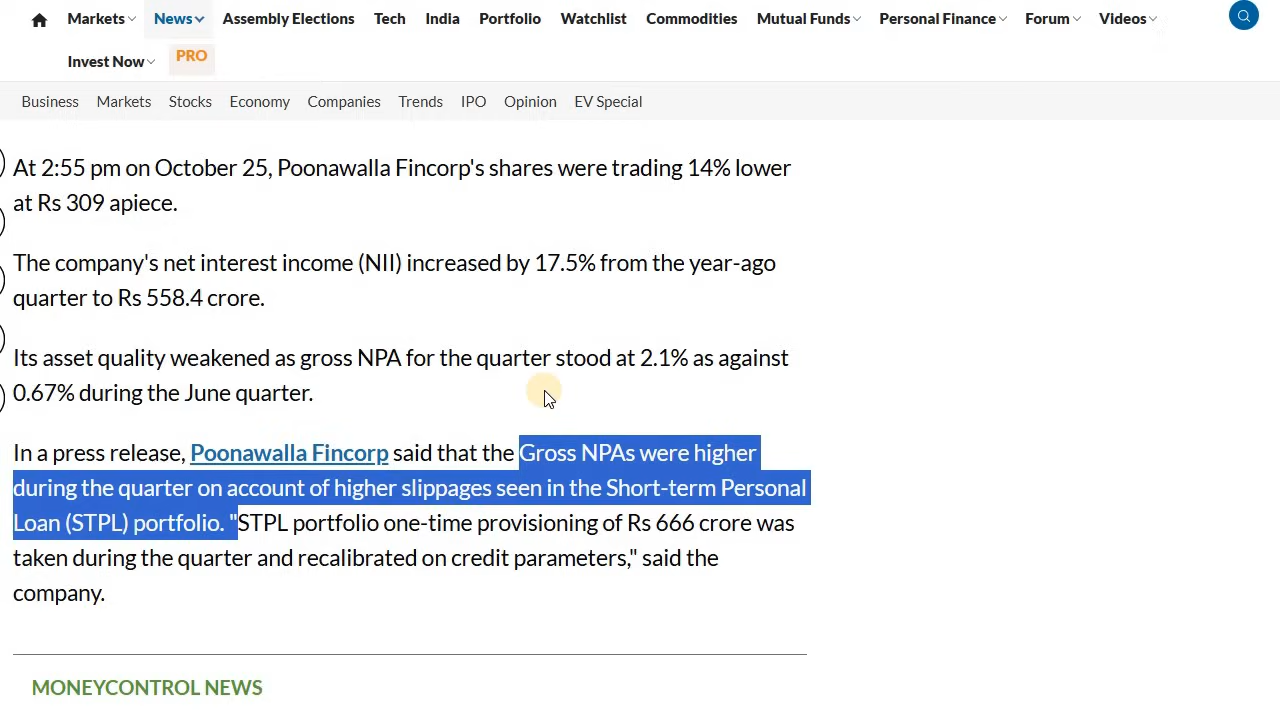 Markets News Assembly Elections Tech India Portfolio Watchlist Commodities Mutual Funds Personal Finance Forum Videos
Invest Now PRO
Business Markets Stocks Economy Companies Trends IPO Opinion EV Special
At 2:55 pm on October 25, Poonawalla Fincorp's shares were trading 14% lower
at Rs 309 apiece.
The company's net interest income (NII) increased by 17.5% from the year-ago
quarter to Rs 558.4 crore.
Its asset quality weakened as gross NPA for the quarter stood at 2.1% as against
0.67% during the June quarter.
In a press release, Poonawalla Fincorp said that the Gross NPAs were higher
during the quarter on account of higher slippages seen in the Short-term Personal
Loan (STPL) portfolio. "STPL portfolio one-time provisioning of Rs 666 crore was
taken during the quarter and recalibrated on credit parameters," said the
company.
MONEYCONTROL NEWS